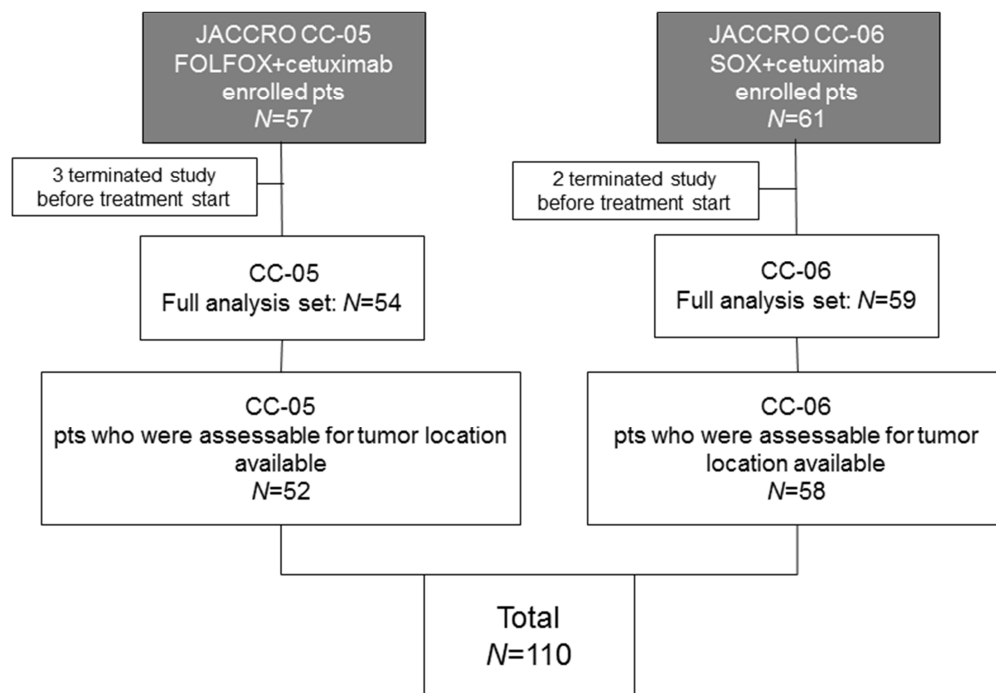 JACCRO CC-05
FOLFOX+cetuximab
enrolled pts
N=57
JACCRO CC-06
SOX+cetuximab
enrolled pts
N=61
3 terminated study
before treatment start
2 terminated study
before treatment start
CC-05
Full analysis set: N=54
CC-06
Full analysis set: N=59
CC-05
pts who were assessable for tumor location
available
N=52
CC-06
pts who were assessable for tumor
location available
N=58
Total
N=110